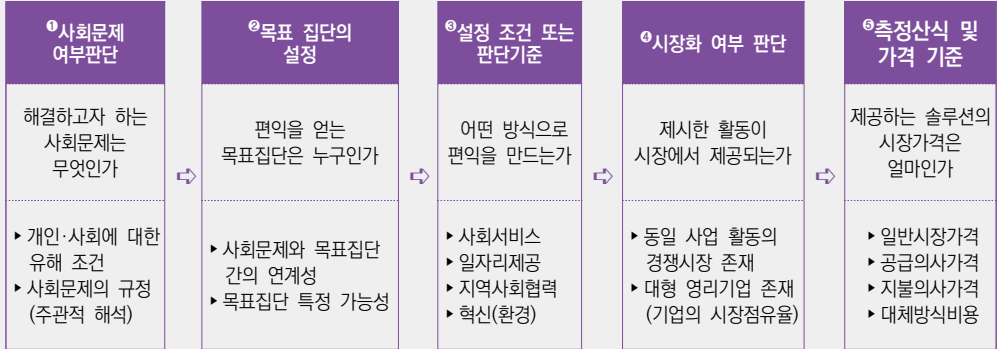 ❶사회문제
여부판단
해결하고자 하는
사회문제는
무엇인가
▸개인·사회에 대한
유해 조건
▸사회문제의 규정
(주관적 해석)
➪
❷목표 집단의
설정
편익을 얻는
목표집단은 누구인가
▸사회문제와 목표집단
간의 연계성
▸목표집단 특정 가능성
➪
❸설정 조건 또는
판단기준
어떤 방식으로
편익을 만드는가
▸사회서비스
▸일자리제공
▸지역사회협력
▸혁신(환경)
➪
❹시장화 여부 판단
제시한 활동이
시장에서 제공되는가
▸동일 사업 활동의
경쟁시장 존재
▸대형 영리기업 존재
(기업의 시장점유율)
➪
❺측정산식 및
가격 기준
제공하는 솔루션의
시장가격은
얼마인가
▸일반시장가격
▸공급의사가격
▸지불의사가격
▸대체방식비용